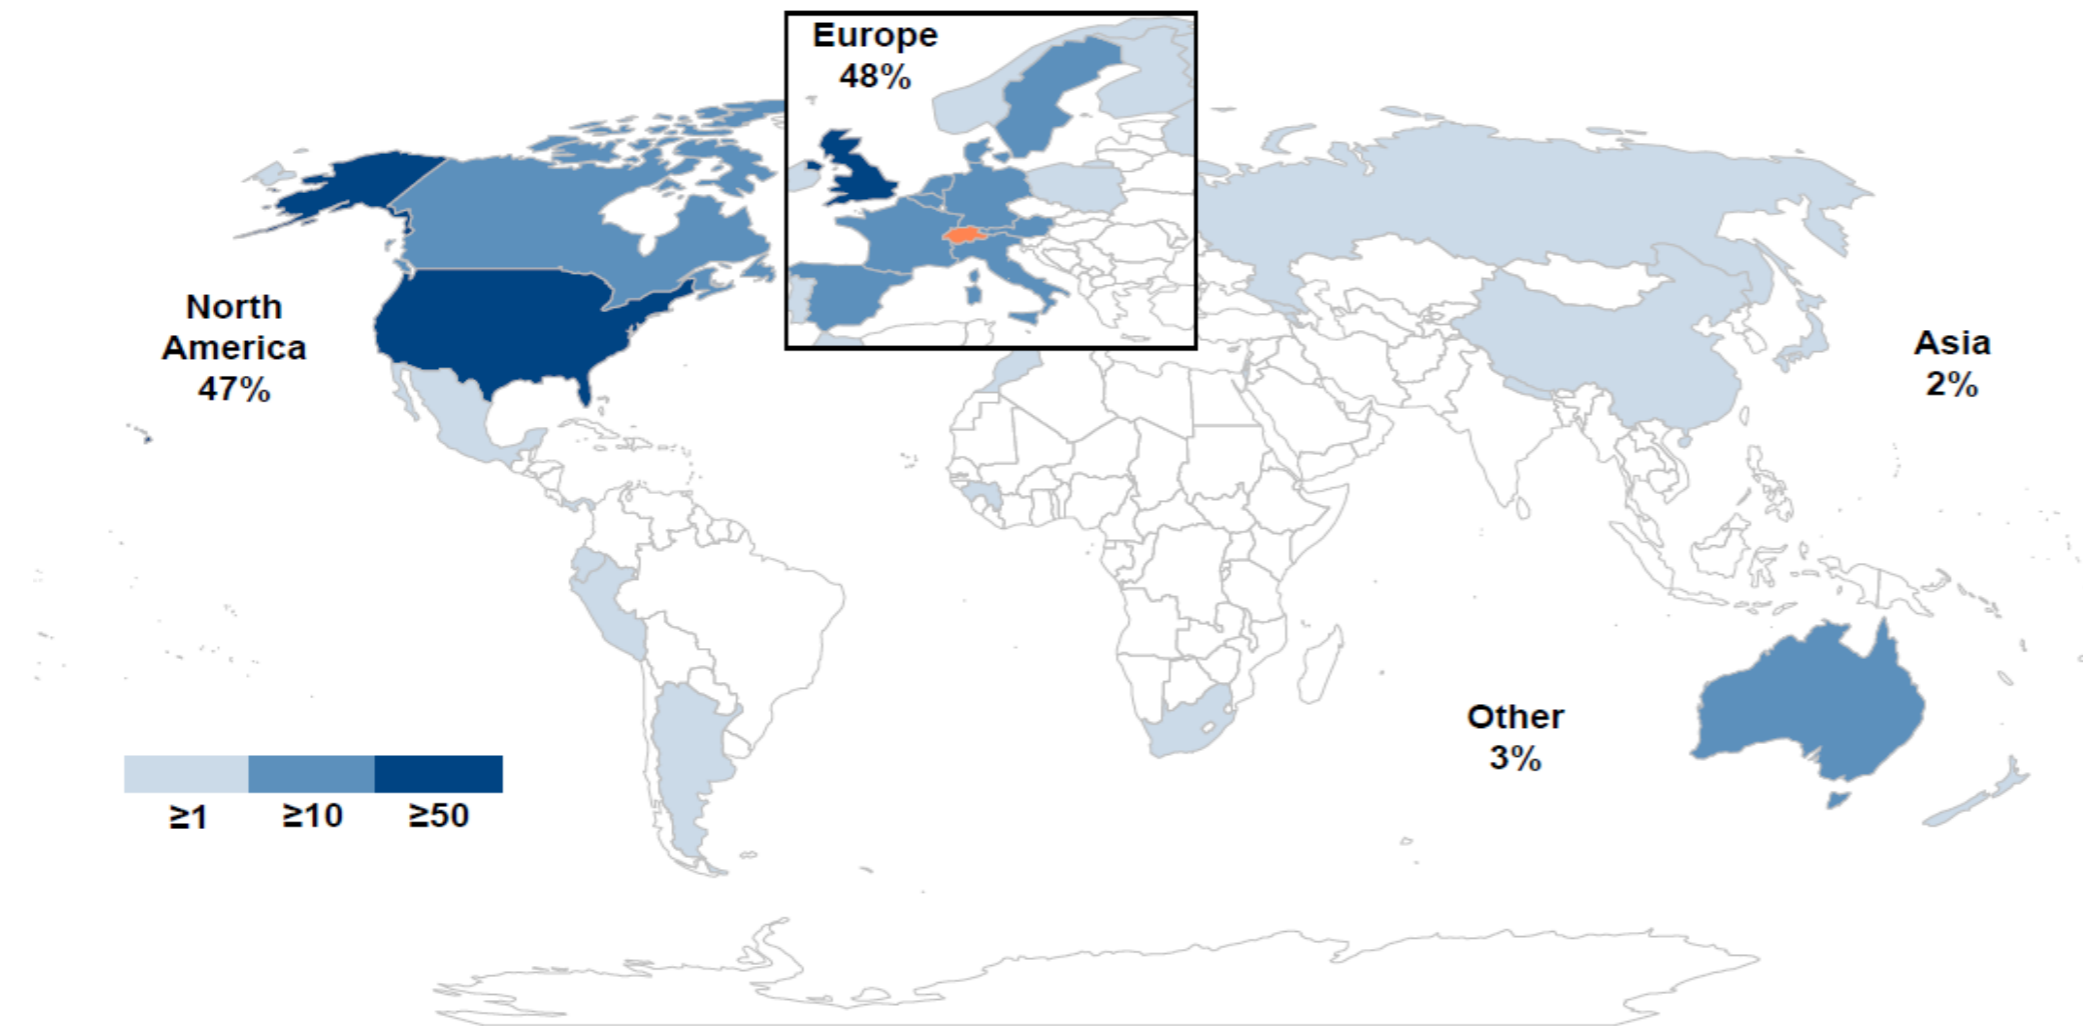 Europe
48%
North
America
47%
Asia
2%
Other
3%
≥1
≥10
≥50